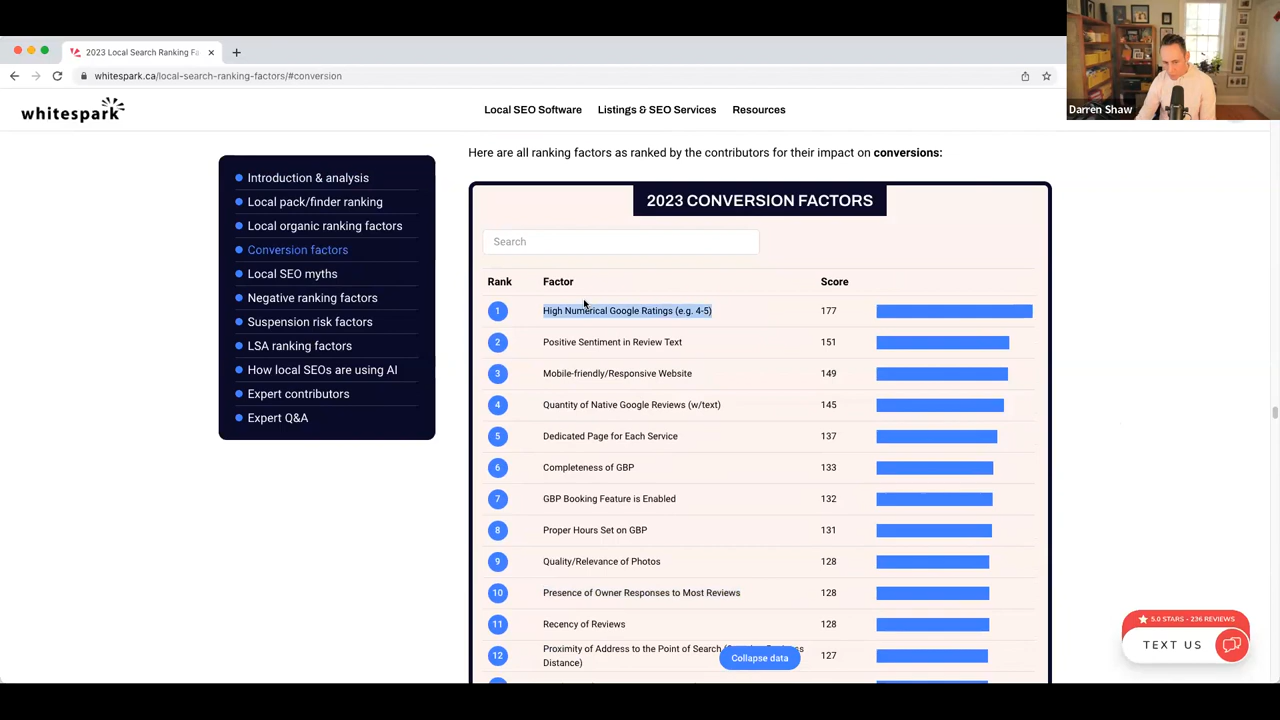 2023 Local Search Ranking Fa
whitespark.ca/local-search-ranking-factors/#conversion
Darren Shaw
whitespark
Local SEO Software
Listings & SEO Services
Resources
Introduction & analysis
Local pack/finder ranking
Local organic ranking factors
Conversion factors
Local SEO myths
Negative ranking factors
Suspension risk factors
LSA ranking factors
How local SEOs are using AI
Expert contributors
Expert Q&A
Here are all ranking factors as ranked by the contributors for their impact on conversions:
2023 CONVERSION FACTORS
Search
Rank Factor Score
1 High Numerical Google Ratings (e.g. 4-5) 177
2 Positive Sentiment in Review Text 151
3 Mobile-friendly/Responsive Website 149
4 Quantity of Native Google Reviews (w/text) 145
5 Dedicated Page for Each Service 137
6 Completeness of GBP 133
7 GBP Booking Feature is Enabled 132
8 Proper Hours Set on GBP 131
9 Quality/Relevance of Photos 128
10 Presence of Owner Responses to Most Reviews 128
11 Recency of Reviews 128
12 Proximity of Address to the Point of Search 127
Distance)
Collapse data
5.0 STARS - 236 REVIEWS
TEXT US